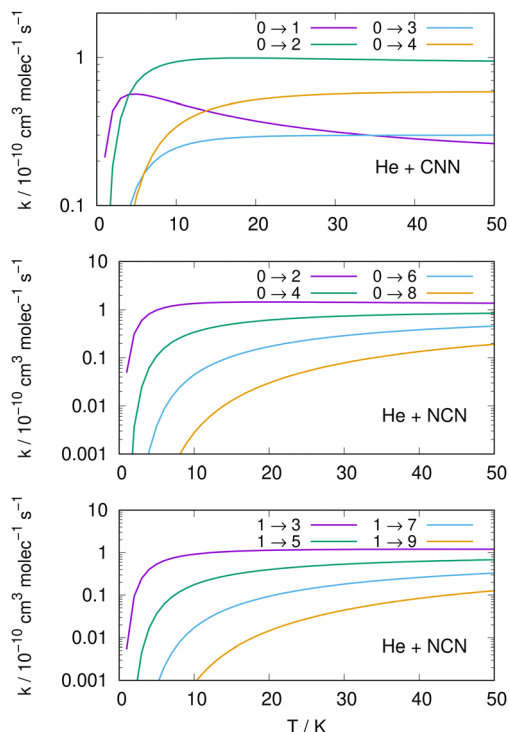 k / 10⁻¹⁰ cm³ molec⁻¹ s⁻¹
1
0.1
0 → 1
0 → 3
0 → 2
0 → 4
He + CNN
0 10 20 30 40 50
k / 10⁻¹⁰ cm³ molec⁻¹ s⁻¹
10
1
0.1
0.01
0.001
0 → 2
0 → 6
0 → 4
0 → 8
He + NCN
0 10 20 30 40 50
k / 10⁻¹⁰ cm³ molec⁻¹ s⁻¹
10
1
0.1
0.01
0.001
1 → 3
1 → 7
1 → 5
1 → 9
He + NCN
0 10 20 30 40 50
T / K